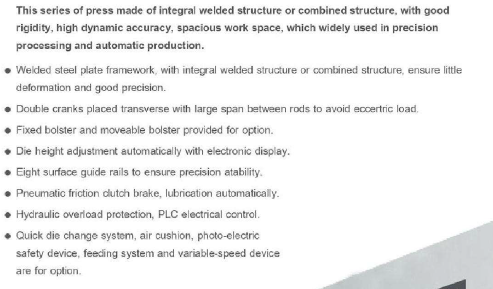 This series of press made of integral welded structure or combined structure, with good
rigidity, high dynamic accuracy, spacious work space, which widely used in precision
processing and automatic production.
● Welded steel plate framework, with integral welded structure or combined structure, ensure little
deformation and good precision.
● Double cranks placed transverse with large span between rods to avoid eccertric load.
● Fixed bolster and moveable bolster provided for option.
● Die height adjustment automatically with electronic display.
● Eight surface guide rails to ensure precision atability.
● Pneumatic friction clutch brake, lubrication automatically.
● Hydraulic overload protection, PLC electrical control.
● Quick die change system, air cushion, photo-electric
safety device, feeding system and variable-speed device
are for option.